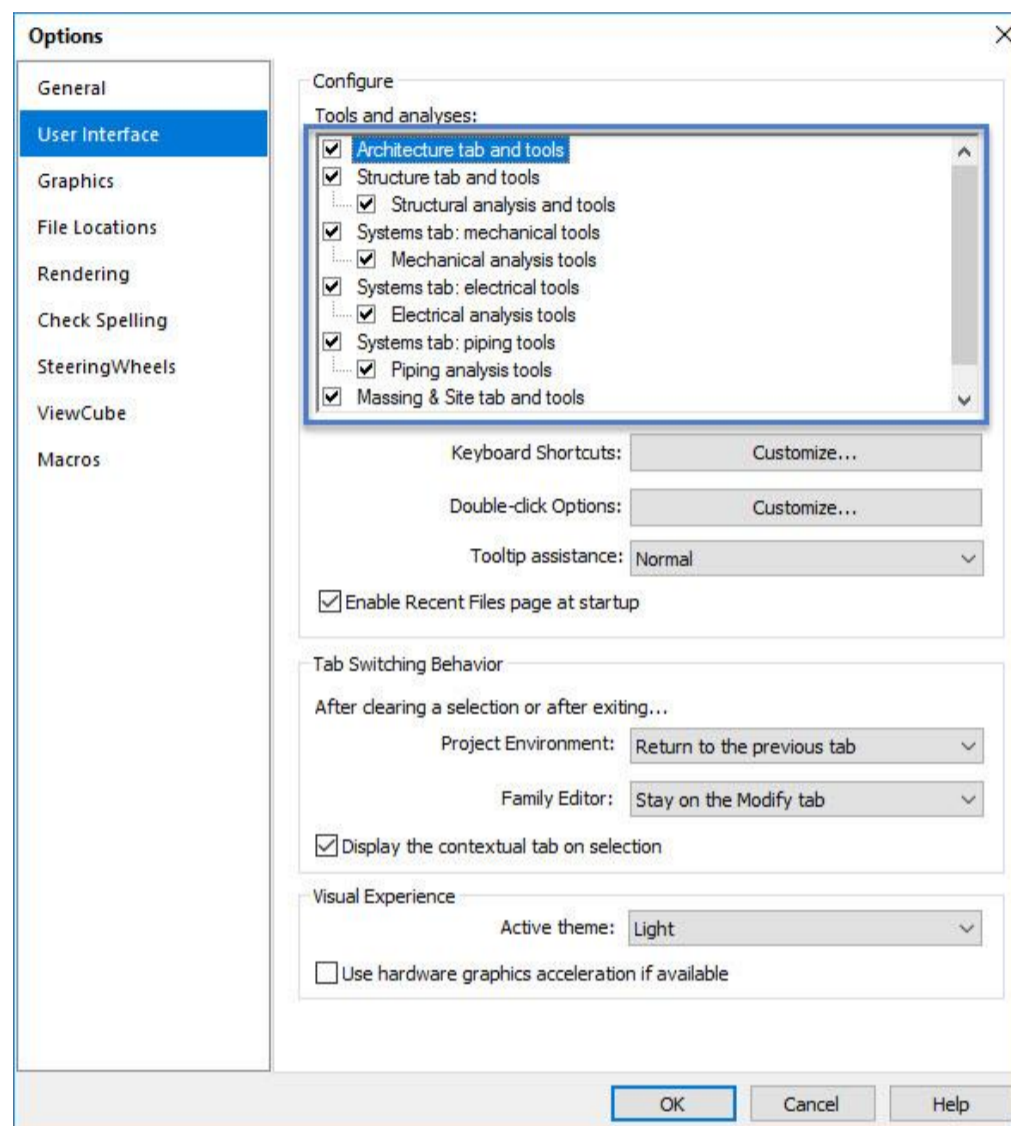 Options
General
User Interface
Graphics
File Locations
Rendering
Check Spelling
SteeringWheels
ViewCube
Macros
Configure
Tools and analyses:
Architecture tab and tools
Structure tab and tools
Structural analysis and tools
Systems tab: mechanical tools
Mechanical analysis tools
Systems tab: electrical tools
Electrical analysis tools
Systems tab: piping tools
Piping analysis tools
Massing & Site tab and tools
Keyboard Shortcuts: Customize...
Double-click Options: Customize...
Tooltip assistance: Normal
Enable Recent Files page at startup
Tab Switching Behavior
After clearing a selection or after exiting...
Project Environment: Return to the previous tab
Family Editor: Stay on the Modify tab
Display the contextual tab on selection
Visual Experience
Active theme: Light
Use hardware graphics acceleration if available
OK Cancel Help